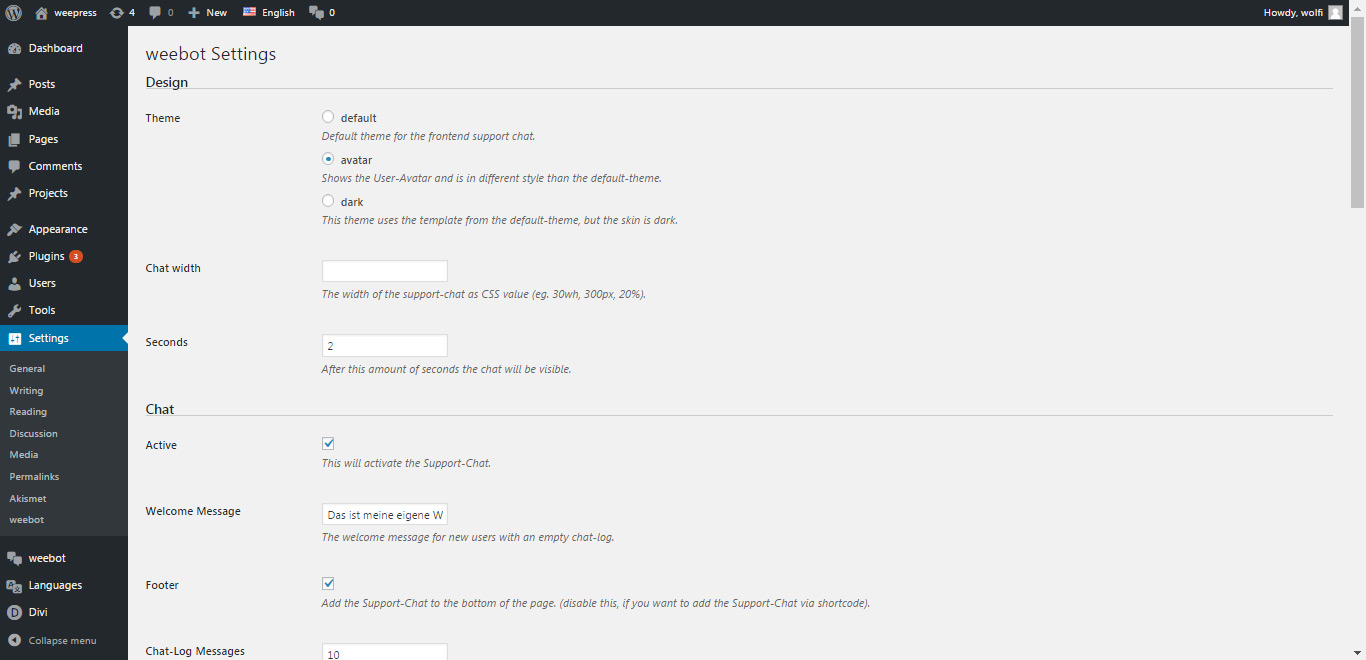 weepress 4 0 New English 0 Howdy, wolfi
Dashboard
Posts
Media
Pages
Comments
Projects
Appearance
Plugins 3
Users
Tools
Settings
General
Writing
Reading
Discussion
Media
Permalinks
Akismet
weebot
weebot
Languages
D Divi
Collapse menu
weebot Settings
Design
Theme
default
Default theme for the frontend support chat.
avatar
Shows the User-Avatar and is in different style than the default-theme.
dark
This theme uses the template from the default-theme, but the skin is dark.
Chat width
The width of the support-chat as CSS value (eg. 30wh, 300px, 20%).
Seconds
2
After this amount of seconds the chat will be visible.
Chat
Active
This will activate the Support-Chat.
Welcome Message
Das ist meine eigene W
The welcome message for new users with an empty chat-log.
Footer
Add the Support-Chat to the bottom of the page. (disable this, if you want to add the Support-Chat via shortcode).
Chat-Log Messages
10